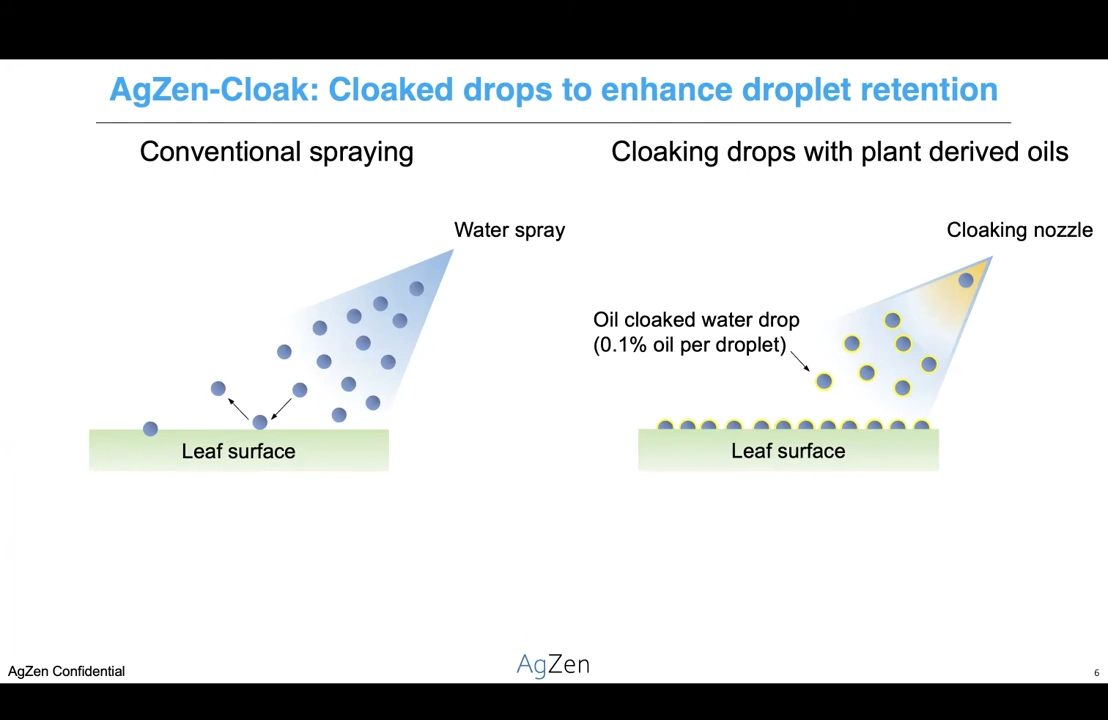 AgZen-Cloak: Cloaked drops to enhance droplet retention
Conventional spraying
Water spray
Leaf surface
Cloaking drops with plant derived oils
Cloaking nozzle
Oil cloaked water drop
(0.1% oil per droplet)
Leaf surface
AgZen Confidential
AgZen
6